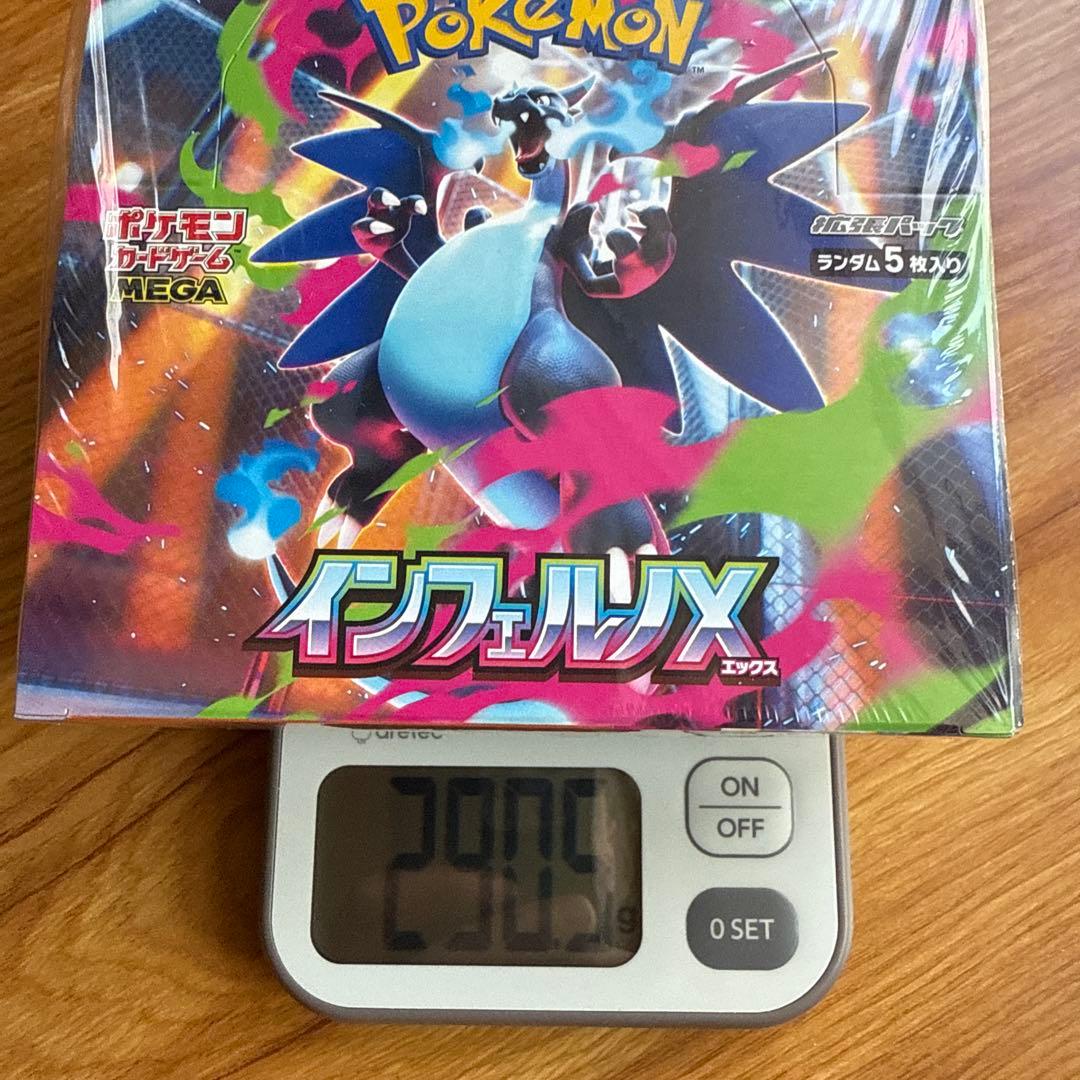 POKÉMON
TM
ポケモン
カードゲーム
MEGA
拡張パック
ランダム5枚入り
インフェルノX
エックス
dretec
ON
OFF
g
0 SET